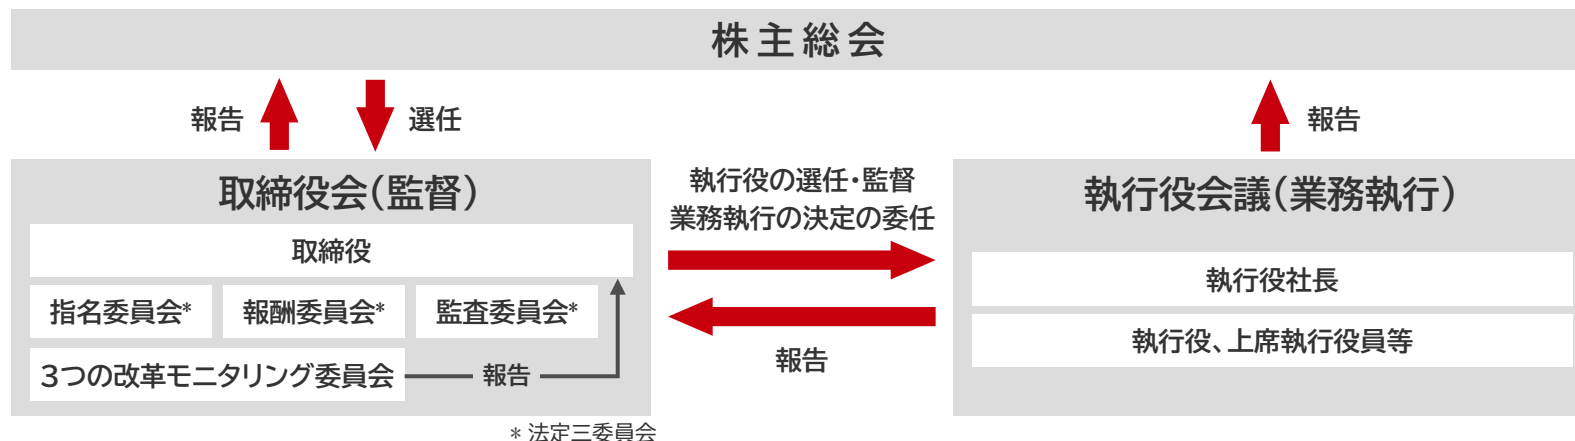 株主総会
報告
選任
報告
取締役会(監督)
取締役
指名委員会*
報酬委員会*
監査委員会*
3つの改革モニタリング委員会
報告
* 法定三委員会
執行役の選任・監督
業務執行の決定の委任
報告
執行役会議(業務執行)
執行役社長
執行役、上席執行役員等